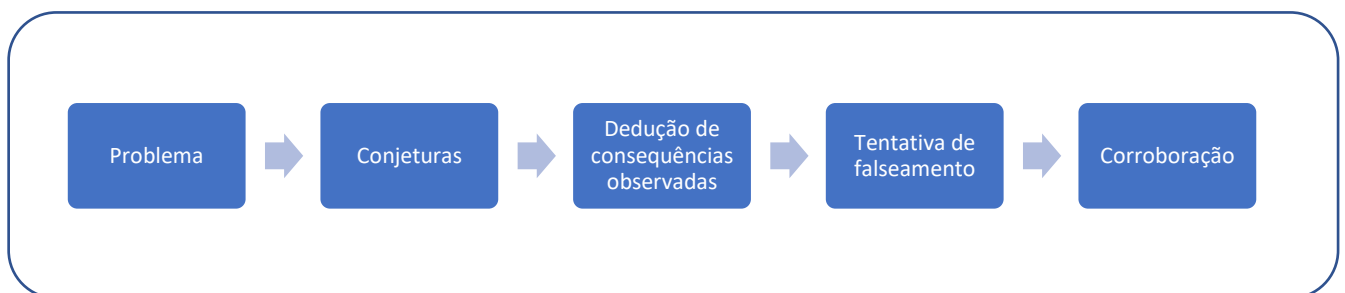 Problema
Conjeturas
Dedução de
consequências
observadas
Tentativa de
falseamento
Corroboração